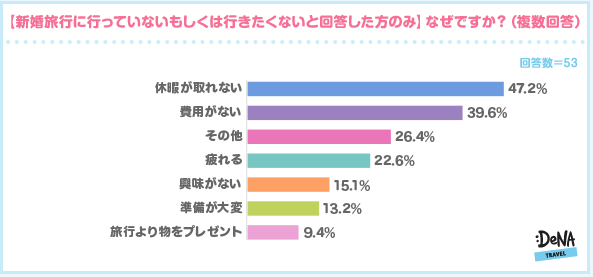 【新婚旅行に行っていないもしくは行きたくないと回答した方のみ】なぜですか？（複数回答）
回答数=53
休暇が取れない 47.2%
費用がない 39.6%
その他 26.4%
疲れる 22.6%
興味がない 15.1%
準備が大変 13.2%
旅行より物をプレゼント 9.4%
:DeNA
TRAVEL